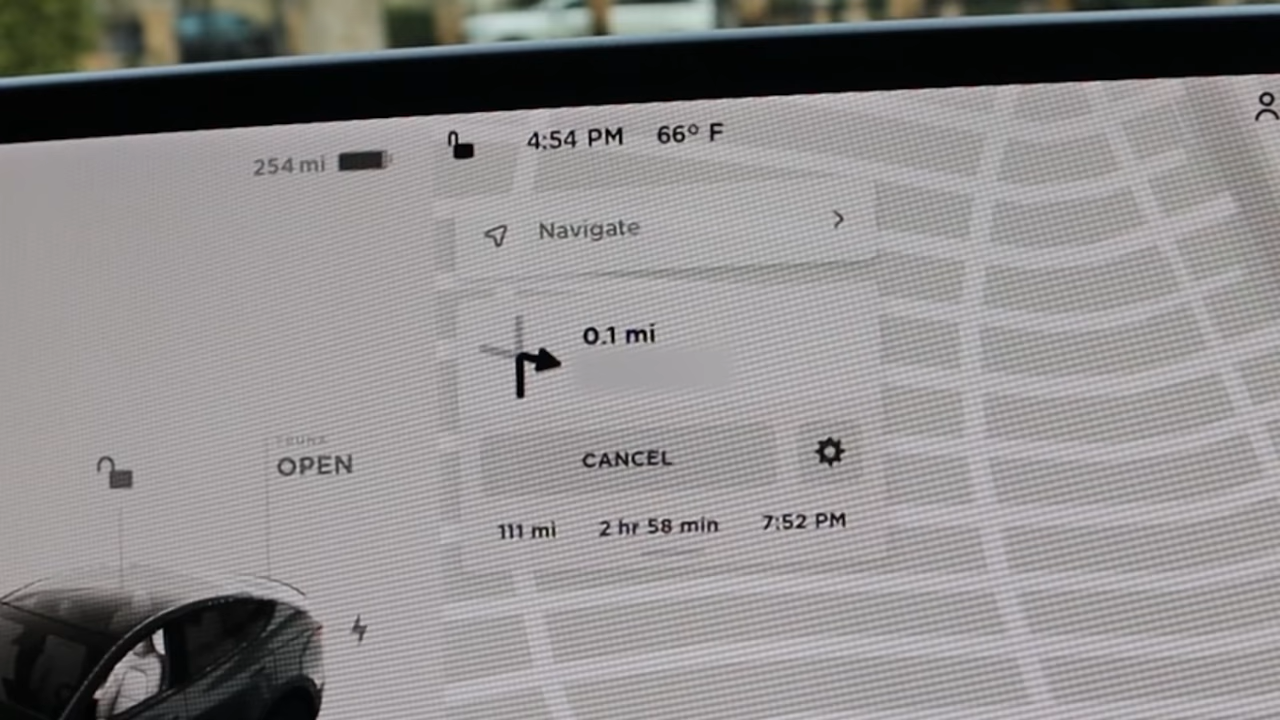 254 mi
4:54 PM 66° F
Navigate
0.1 mi
TRUNK
OPEN
CANCEL
111 mi 2 hr 58 min 7:52 PM